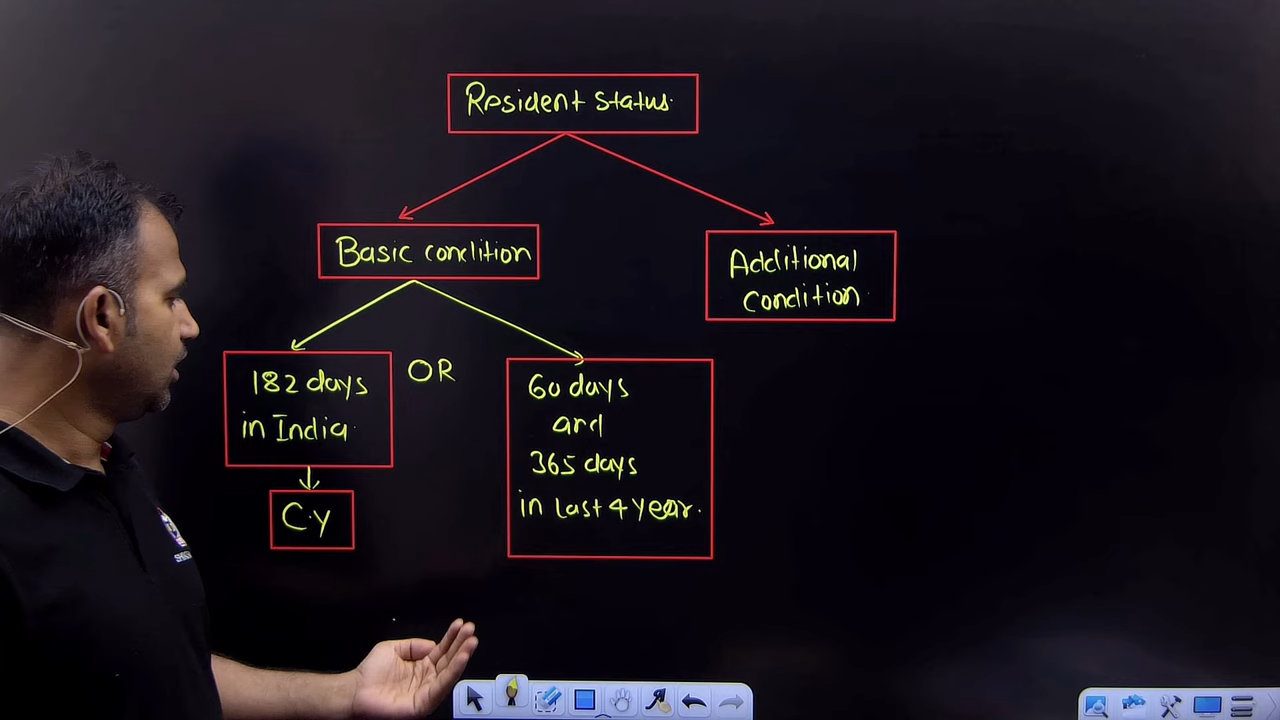 Resident Status.
Basic condition
Additional
condition.
182 days
in India.
OR
60 days
and
365 days
in last 4 year.
C.Y